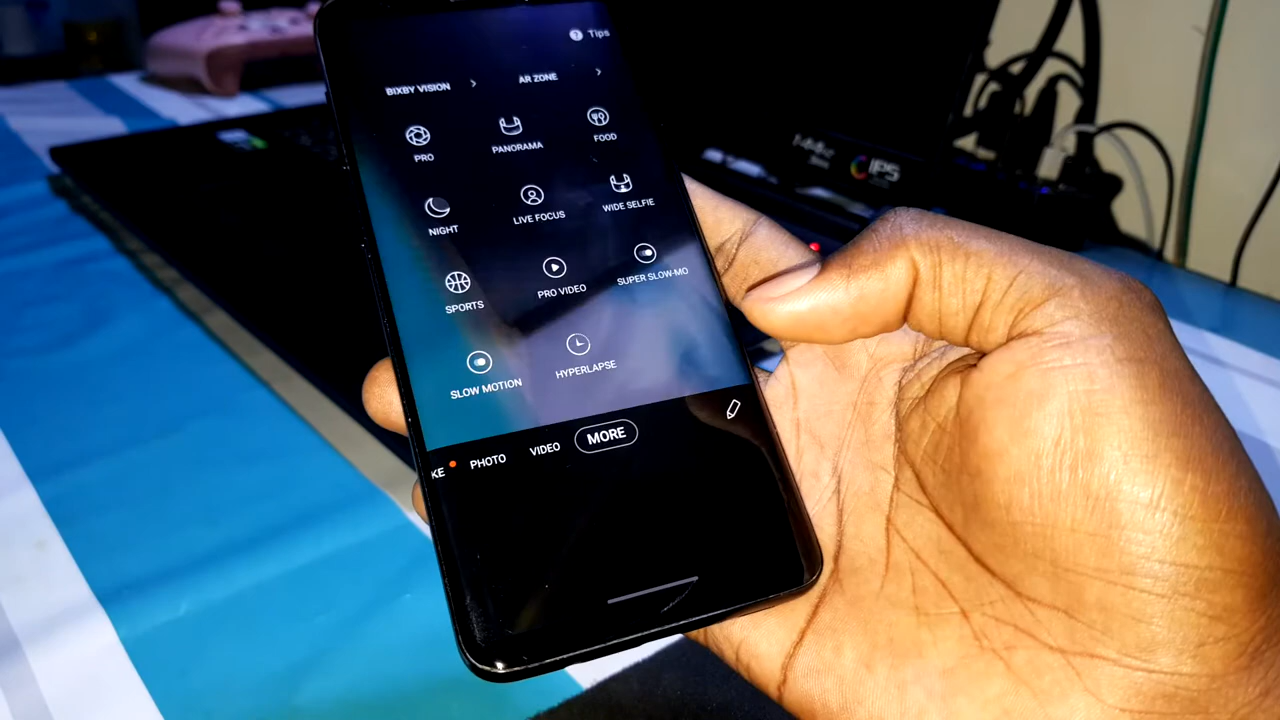 Tips
BIXBY VISION
AR ZONE
PRO
PANORAMA
FOOD
NIGHT
LIVE FOCUS
WIDE SELFIE
SPORTS
PRO VIDEO
SUPER SLOW-MO
SLOW MOTION
HYPERLAPSE
KE
PHOTO
VIDEO
MORE
IPS